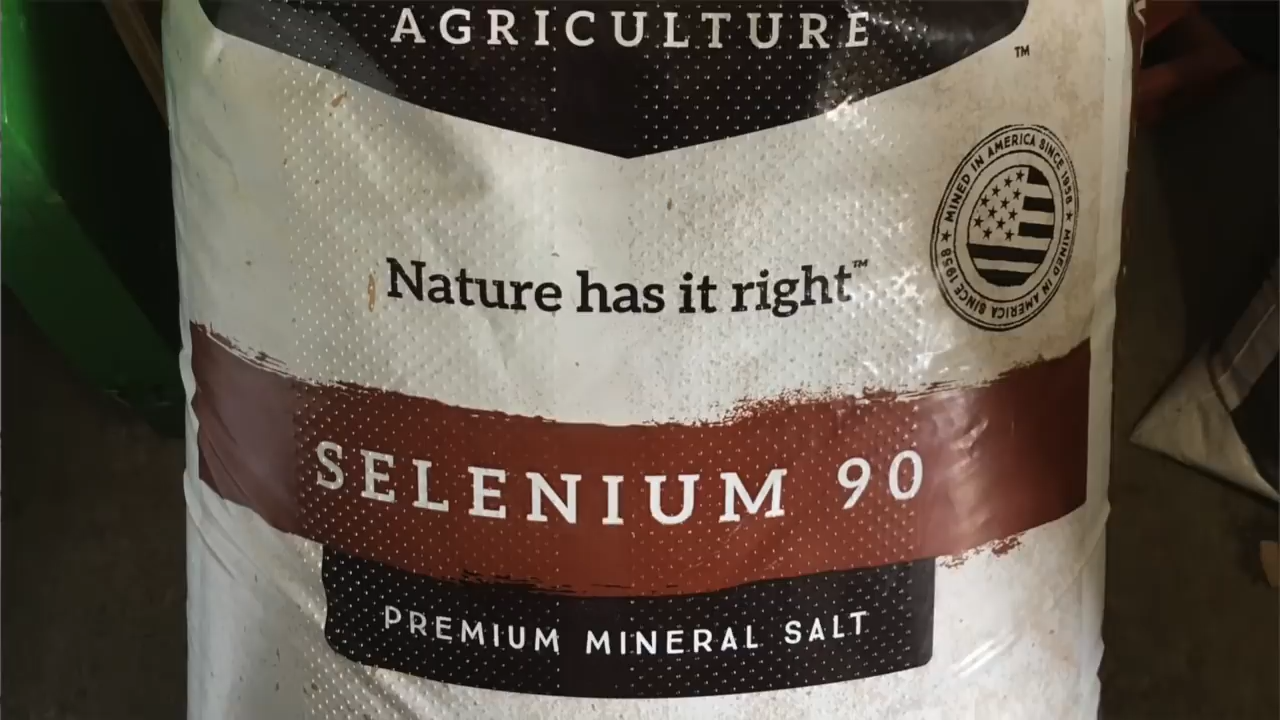 AGRICULTURE
™
MINED IN AMERICA SINCE 1958 ★ MINED IN AMERICA SINCE 1958 ★
Nature has it right™
SELENIUM 90
PREMIUM MINERAL SALT